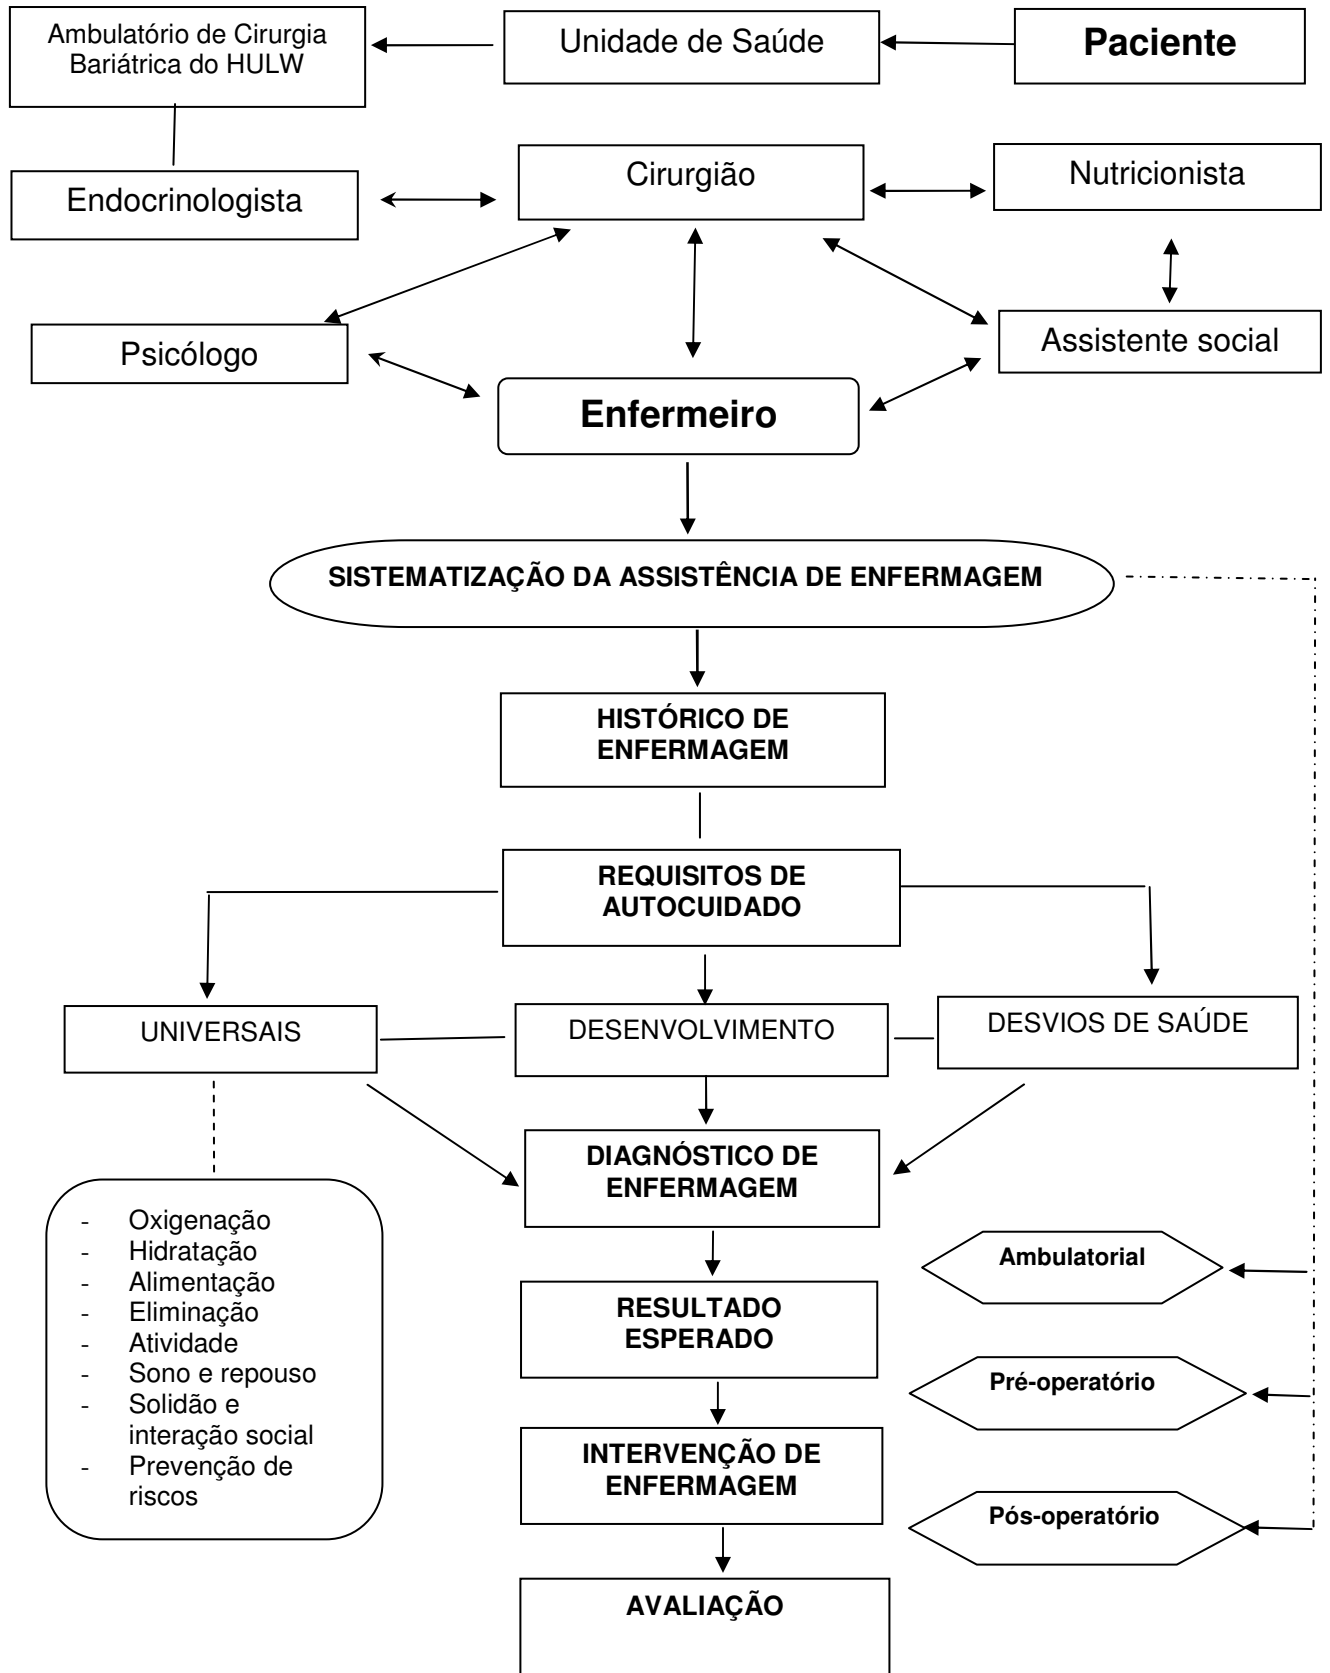 Ambulatório de Cirurgia
Bariátrica do HULW
Unidade de Saúde
Paciente
Endocrinologista
Cirurgião
Nutricionista
Psicólogo
Enfermeiro
Assistente social
SISTEMATIZAÇÃO DA ASSISTÊNCIA DE ENFERMAGEM
HISTÓRICO DE
ENFERMAGEM
REQUISITOS DE
AUTOCUIDADO
UNIVERSAIS
DESENVOLVIMENTO
DESVIOS DE SAÚDE
DIAGNÓSTICO DE
ENFERMAGEM
- Oxigenação
- Hidratação
- Alimentação
- Eliminação
- Atividade
- Sono e repouso
- Solidão e
interação social
- Prevenção de
riscos
RESULTADO
ESPERADO
INTERVENÇÃO DE
ENFERMAGEM
AVALIAÇÃO
Ambulatorial
Pré-operatório
Pós-operatório